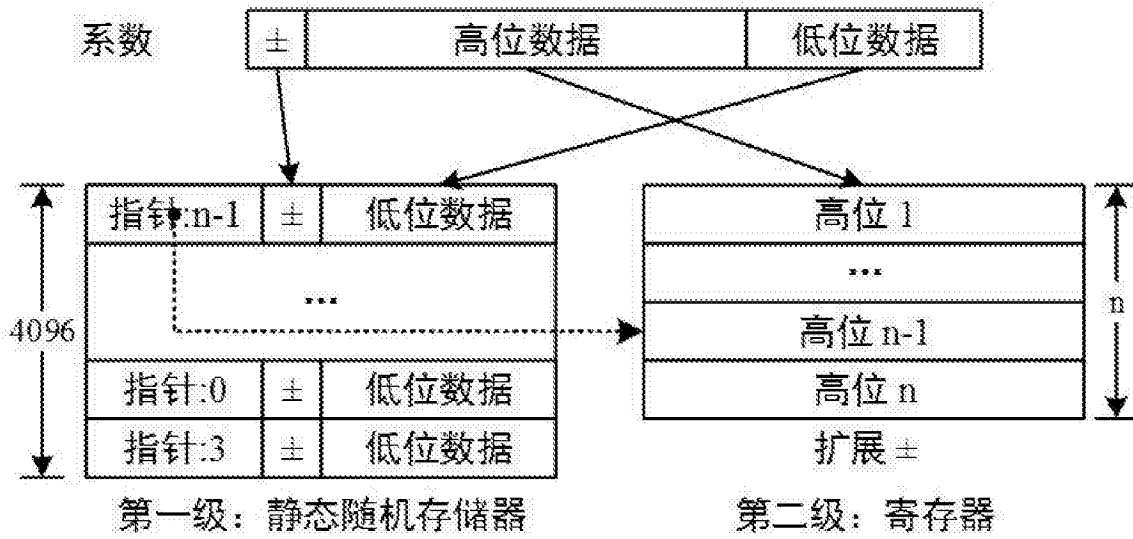 系数 ± 高位数据 低位数据
指针:n-1 ± 低位数据
...
4096
指针:0 ± 低位数据
指针:3 ± 低位数据
第一级：静态随机存储器
高位 1
...
高位 n-1
高位 n
n
扩展 ±
第二级：寄存器